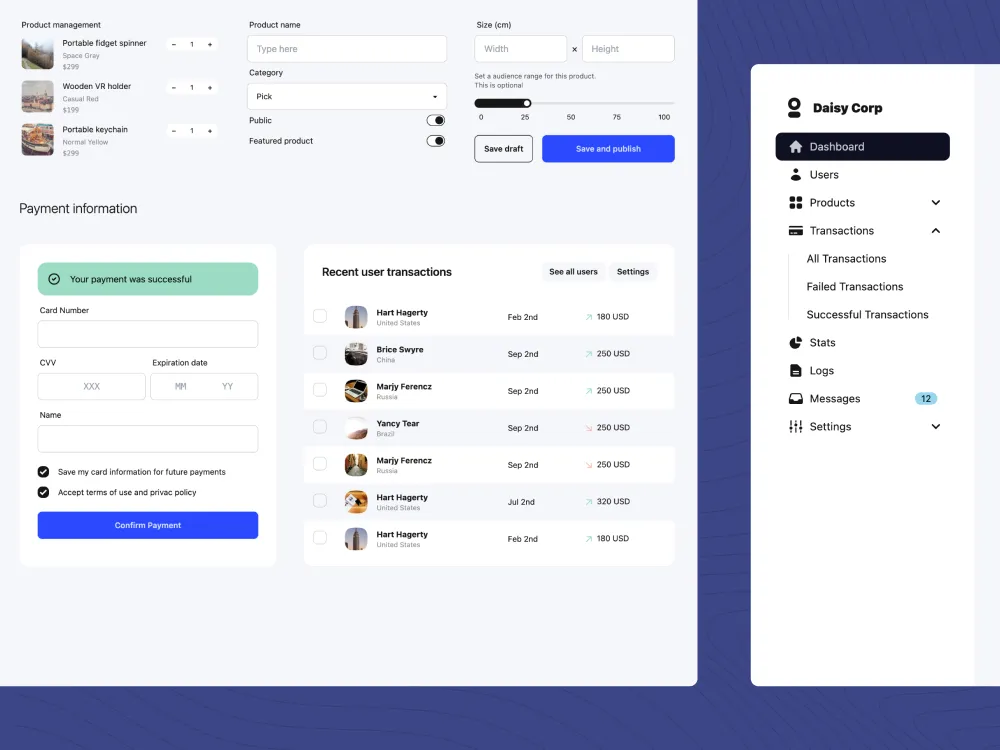 Product management
Portable fidget spinner
Space Gray
$299
- 1 +
Wooden VR holder
Casual Red
$199
- 1 +
Portable keychain
Normal Yellow
$299
- 1 +
Product name
Type here
Category
Pick
Public
Featured product
Size (cm)
Width × Height
Set a audience range for this product.
This is optional
0 25 50 75 100
Save draft
Save and publish
Payment information
Your payment was successful
Card Number
CVV Expiration date
XXX MM YY
Name
Save my card information for future payments
Accept terms of use and privac policy
Confirm Payment
Recent user transactions
See all users
Settings
Hart Hagerty
United States
Feb 2nd
180 USD
Brice Swyre
China
Sep 2nd
250 USD
Marjy Ferencz
Russia
Sep 2nd
250 USD
Yancy Tear
Brazil
Sep 2nd
250 USD
Marjy Ferencz
Russia
Sep 2nd
250 USD
Hart Hagerty
United States
Jul 2nd
320 USD
Hart Hagerty
United States
Feb 2nd
180 USD
Daisy Corp
Dashboard
Users
Products
Transactions
All Transactions
Failed Transactions
Successful Transactions
Stats
Logs
Messages 12
Settings